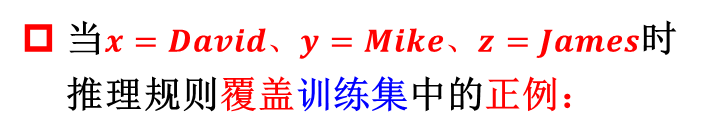 当x = David、y = Mike、z = James时
推理规则覆盖训练集中的正例：